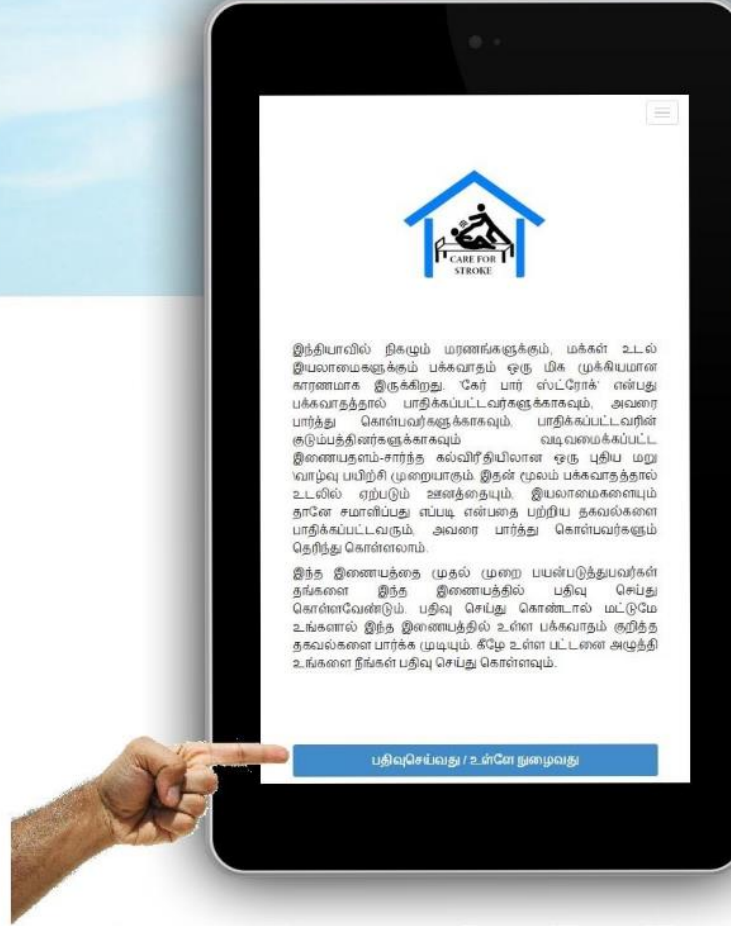 CARE FOR
STROKE
இந்தியாவில் நிகழும் மரணங்களுக்கும், மக்கள் உடல்
இயலாமைகளுக்கும் பக்கவாதம் ஒரு மிக முக்கியமான
காரணமாக இருக்கிறது. 'கேர் பார் ஸ்ட்ரோக்' என்பது
பக்கவாதத்தால் பாதிக்கப்பட்டவர்களுக்காகவும், அவரை
பார்த்து கொள்பவர்களுக்காகவும், பாதிக்கப்பட்டவரின்
குடும்பத்தினர்களுக்காகவும் வடிவமைக்கப்பட்ட
இணையதளம்-சார்ந்த கல்விரீதியிலான ஒரு புதிய மறு
வாழ்வு பயிற்சி முறையாகும். இதன் மூலம் பக்கவாதத்தால்
உடலில் ஏற்படும் ஊனத்தையும், இயலாமைகளையும்
தானே சமாளிப்பது எப்படி என்பதை பற்றிய தகவல்களை
பாதிக்கப்பட்டவரும், அவரை பார்த்து கொள்பவர்களும்
தெரிந்து கொள்ளலாம்.
இந்த இணையத்தை முதல் முறை பயன்படுத்துபவர்கள்
தங்களை இந்த இணையத்தில் பதிவு செய்து
கொள்ளவேண்டும். பதிவு செய்து கொண்டால் மட்டுமே
உங்களால் இந்த இணையத்தில் உள்ள பக்கவாதம் குறித்த
தகவல்களை பார்க்க முடியும். கீழே உள்ள பட்டனை அழுத்தி
உங்களை நீங்கள் பதிவு செய்து கொள்ளவும்.
பதிவுசெய்வது / உள்ளே நுழைவது